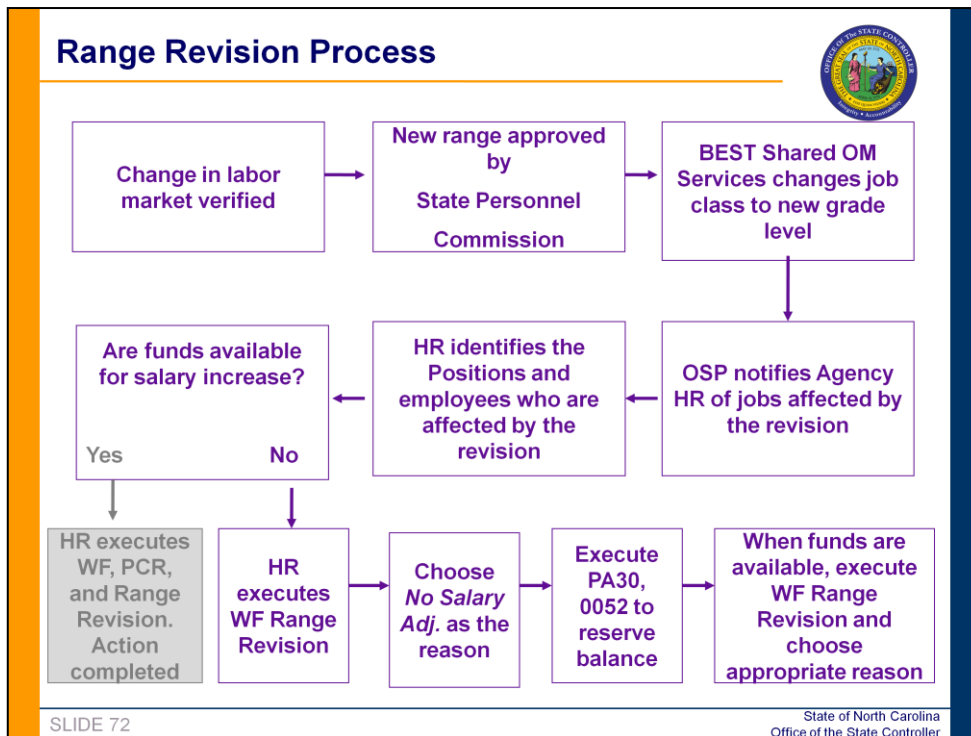 Range Revision Process
Change in labor
market verified
New range approved
by
State Personnel
Commission
BEST Shared OM
Services changes job
class to new grade
level
OSP notifies Agency
HR of jobs affected by
the revision
HR identifies the
Positions and
employees who are
affected by the
revision
Are funds available
for salary increase?
Yes
No
HR executes
WF, PCR,
and Range
Revision.
Action
completed
HR
executes
WF Range
Revision
Choose
No Salary
Adj. as the
reason
Execute
PA30,
0052 to
reserve
balance
When funds are
available, execute
WF Range
Revision and
choose
appropriate reason
SLIDE 72
State of North Carolina
Office of the State Controller